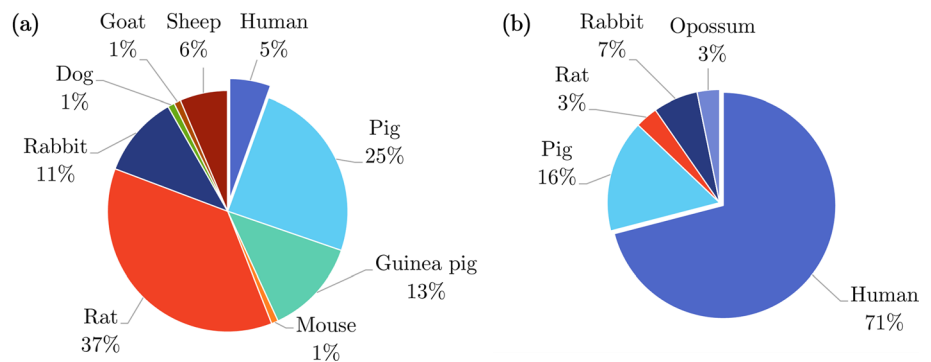 (a)
Goat
1%
Sheep
6%
Human
5%
Dog
1%
Pig
25%
Rabbit
11%
Guinea pig
13%
Rat
37%
Mouse
1%
(b)
Rabbit
7%
Opossum
3%
Rat
3%
Pig
16%
Human
71%